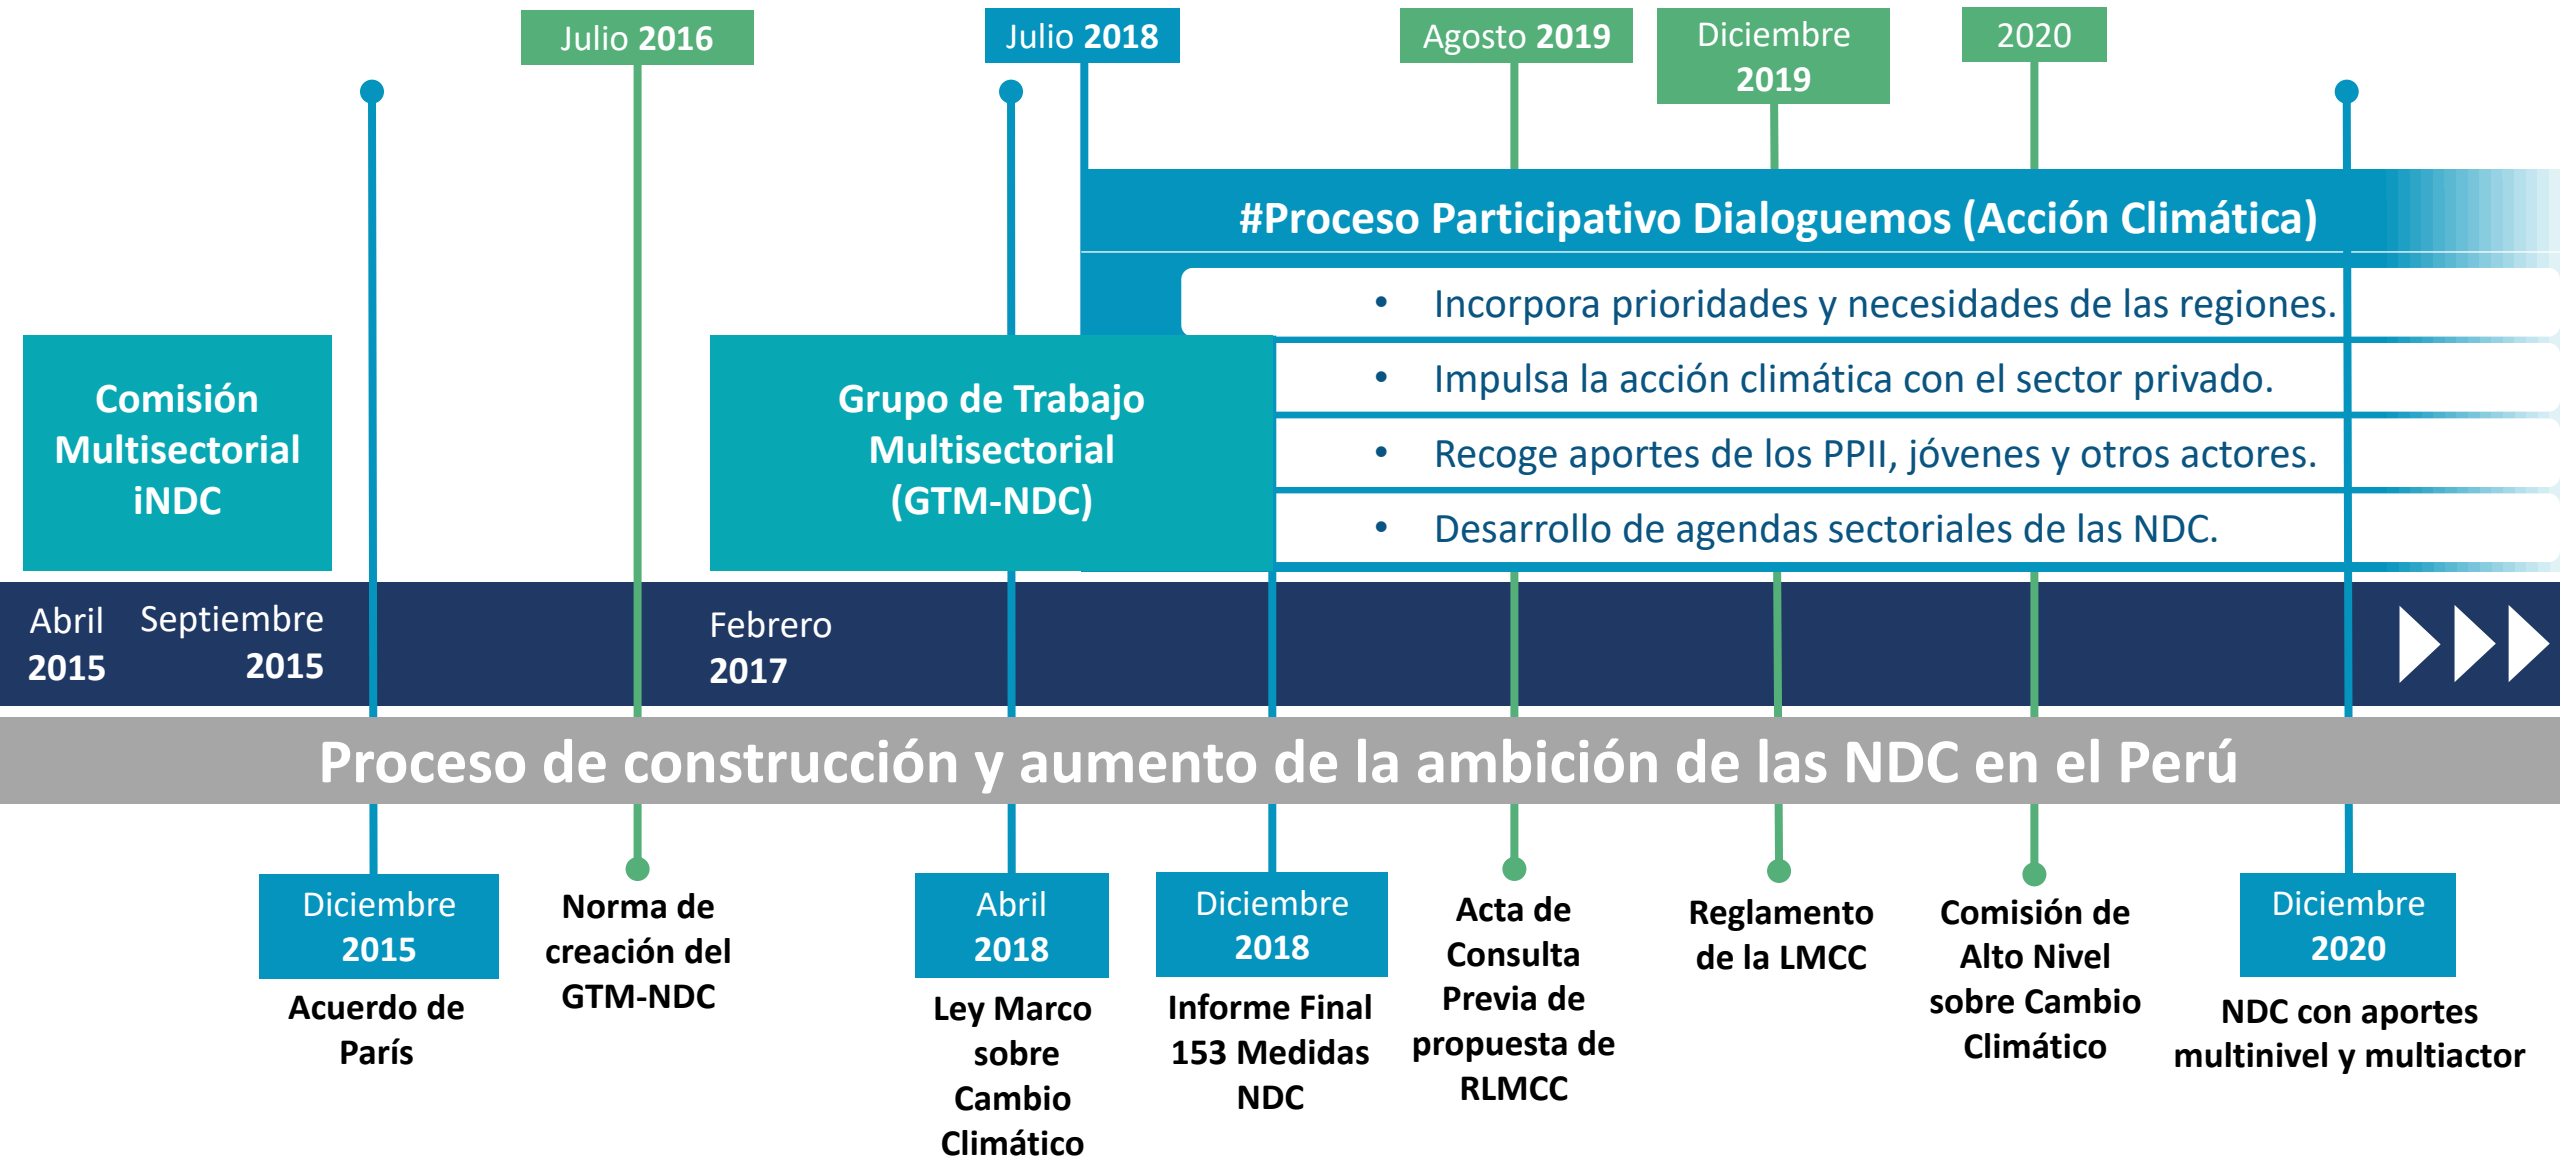 Julio 2016
Julio 2018
Agosto 2019
Diciembre
2019
2020
#Proceso Participativo Dialoguemos (Acción Climática)
• Incorpora prioridades y necesidades de las regiones.
• Impulsa la acción climática con el sector privado.
• Recoge aportes de los PPII, jóvenes y otros actores.
• Desarrollo de agendas sectoriales de las NDC.
Comisión
Multisectorial
iNDC
Grupo de Trabajo
Multisectorial
(GTM-NDC)
Abril
2015
Septiembre
2015
Febrero
2017
Proceso de construcción y aumento de la ambición de las NDC en el Perú
Diciembre
2015
Acuerdo de
París
Norma de
creación del
GTM-NDC
Abril
2018
Ley Marco
sobre
Cambio
Climático
Diciembre
2018
Informe Final
153 Medidas
NDC
Acta de
Consulta
Previa de
propuesta de
RLMCC
Reglamento
de la LMCC
Comisión de
Alto Nivel
sobre Cambio
Climático
Diciembre
2020
NDC con aportes
multinivel y multiactor